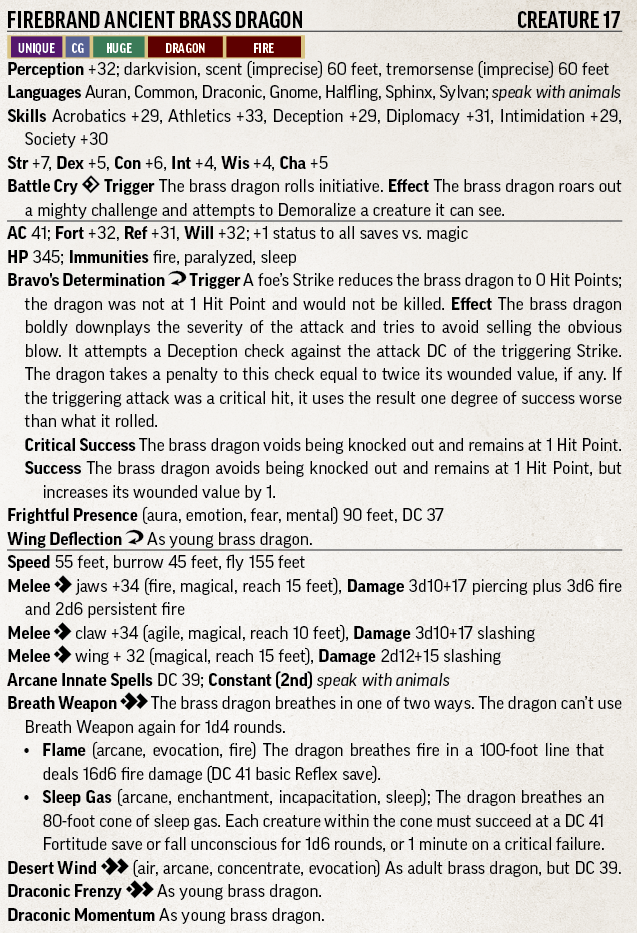 FIREBRAND ANCIENT BRASS DRAGON CREATURE 17
UNIQUE CG HUGE DRAGON FIRE
Perception +32; darkvision, scent (imprecise) 60 feet, tremorsense (imprecise) 60 feet
Languages Auran, Common, Draconic, Gnome, Halfling, Sphinx, Sylvan; speak with animals
Skills Acrobatics +29, Athletics +33, Deception +29, Diplomacy +31, Intimidation +29,
Society +30
Str +7, Dex +5, Con +6, Int +4, Wis +4, Cha +5
Battle Cry Trigger The brass dragon rolls initiative. Effect The brass dragon roars out
a mighty challenge and attempts to Demoralize a creature it can see.
AC 41; Fort +32, Ref +31, Will +32; +1 status to all saves vs. magic
HP 345; Immunities fire, paralyzed, sleep
Bravo's Determination Trigger A foe's Strike reduces the brass dragon to 0 Hit Points;
the dragon was not at 1 Hit Point and would not be killed. Effect The brass dragon
boldly downplays the severity of the attack and tries to avoid selling the obvious
blow. It attempts a Deception check against the attack DC of the triggering Strike.
The dragon takes a penalty to this check equal to twice its wounded value, if any. If
the triggering attack was a critical hit, it uses the result one degree of success worse
than what it rolled.
Critical Success The brass dragon voids being knocked out and remains at 1 Hit Point.
Success The brass dragon avoids being knocked out and remains at 1 Hit Point, but
increases its wounded value by 1.
Frightful Presence (aura, emotion, fear, mental) 90 feet, DC 37
Wing Deflection As young brass dragon.
Speed 55 feet, burrow 45 feet, fly 155 feet
Melee jaws +34 (fire, magical, reach 15 feet), Damage 3d10+17 piercing plus 3d6 fire
and 2d6 persistent fire
Melee claw +34 (agile, magical, reach 10 feet), Damage 3d10+17 slashing
Melee wing + 32 (magical, reach 15 feet), Damage 2d12+15 slashing
Arcane Innate Spells DC 39; Constant (2nd) speak with animals
Breath Weapon The brass dragon breathes in one of two ways. The dragon can't use
Breath Weapon again for 1d4 rounds.
• Flame (arcane, evocation, fire) The dragon breathes fire in a 100-foot line that
deals 16d6 fire damage (DC 41 basic Reflex save).
• Sleep Gas (arcane, enchantment, incapacitation, sleep); The dragon breathes an
80-foot cone of sleep gas. Each creature within the cone must succeed at a DC 41
Fortitude save or fall unconscious for 1d6 rounds, or 1 minute on a critical failure.
Desert Wind (air, arcane, concentrate, evocation) As adult brass dragon, but DC 39.
Draconic Frenzy As young brass dragon.
Draconic Momentum As young brass dragon.